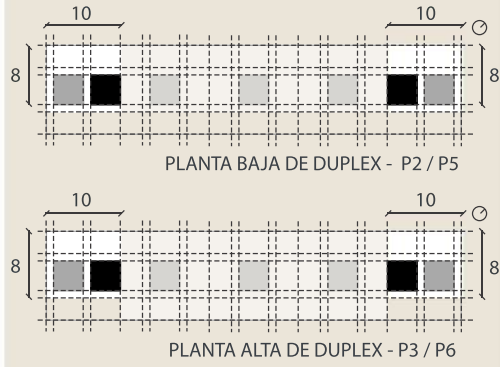 10 10
8 8
PLANTA BAJA DE DUPLEX - P2 / P5
10 10
8 8
PLANTA ALTA DE DUPLEX - P3 / P6